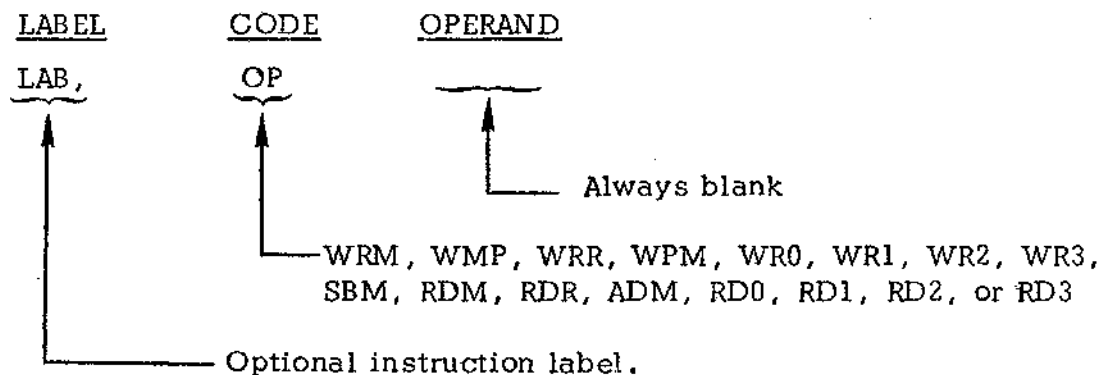 LABEL CODE OPERAND
LAB, OP
Always blank
WRM, WMP, WRR, WPM, WR0, WR1, WR2, WR3,
SBM, RDM, RDR, ADM, RD0, RD1, RD2, or RD3
Optional instruction label.